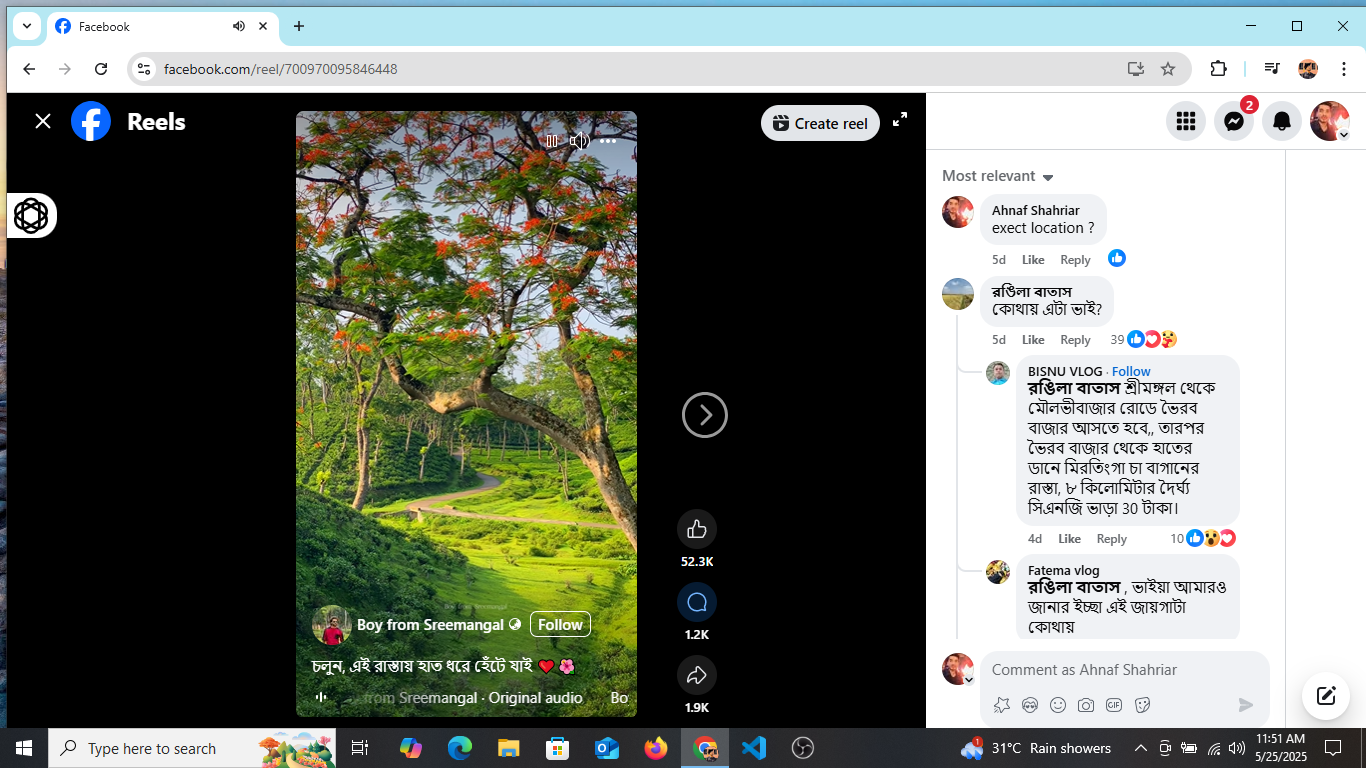 Facebook
facebook.com/reel/700970095846448
Reels
Create reel
2
Most relevant
Ahnaf Shahriar
exect location ?
5d Like Reply
রঙিলা বাতাস
কোথায় এটা ভাই?
5d Like Reply 39
BISNU VLOG · Follow
রঙিলা বাতাস শ্রীমঙ্গল থেকে
মৌলভীবাজার রোডে ভৈরব
বাজার আসতে হবে,, তারপর
ভৈরব বাজার থেকে হাতের
ডানে মিরতিংগা চা বাগানের
রাস্তা, ৮ কিলোমিটার দৈর্ঘ্য
সিএনজি ভাড়া 30 টাকা।
4d Like Reply 10
Fatema vlog
রঙিলা বাতাস , ভাইয়া আমারও
জানার ইচ্ছা এই জায়গাটা
কোথায়
Comment as Ahnaf Shahriar
GIF
52.3K
1.2K
1.9K
Boy from Sreemangal
Follow
চলুন, এই রাস্তায় হাত ধরে হেঁটে যাই ❤️ 🌸
from Sreemangal · Original audio Bo
Type here to search
1
31°C Rain showers
11:51 AM
5/25/2025